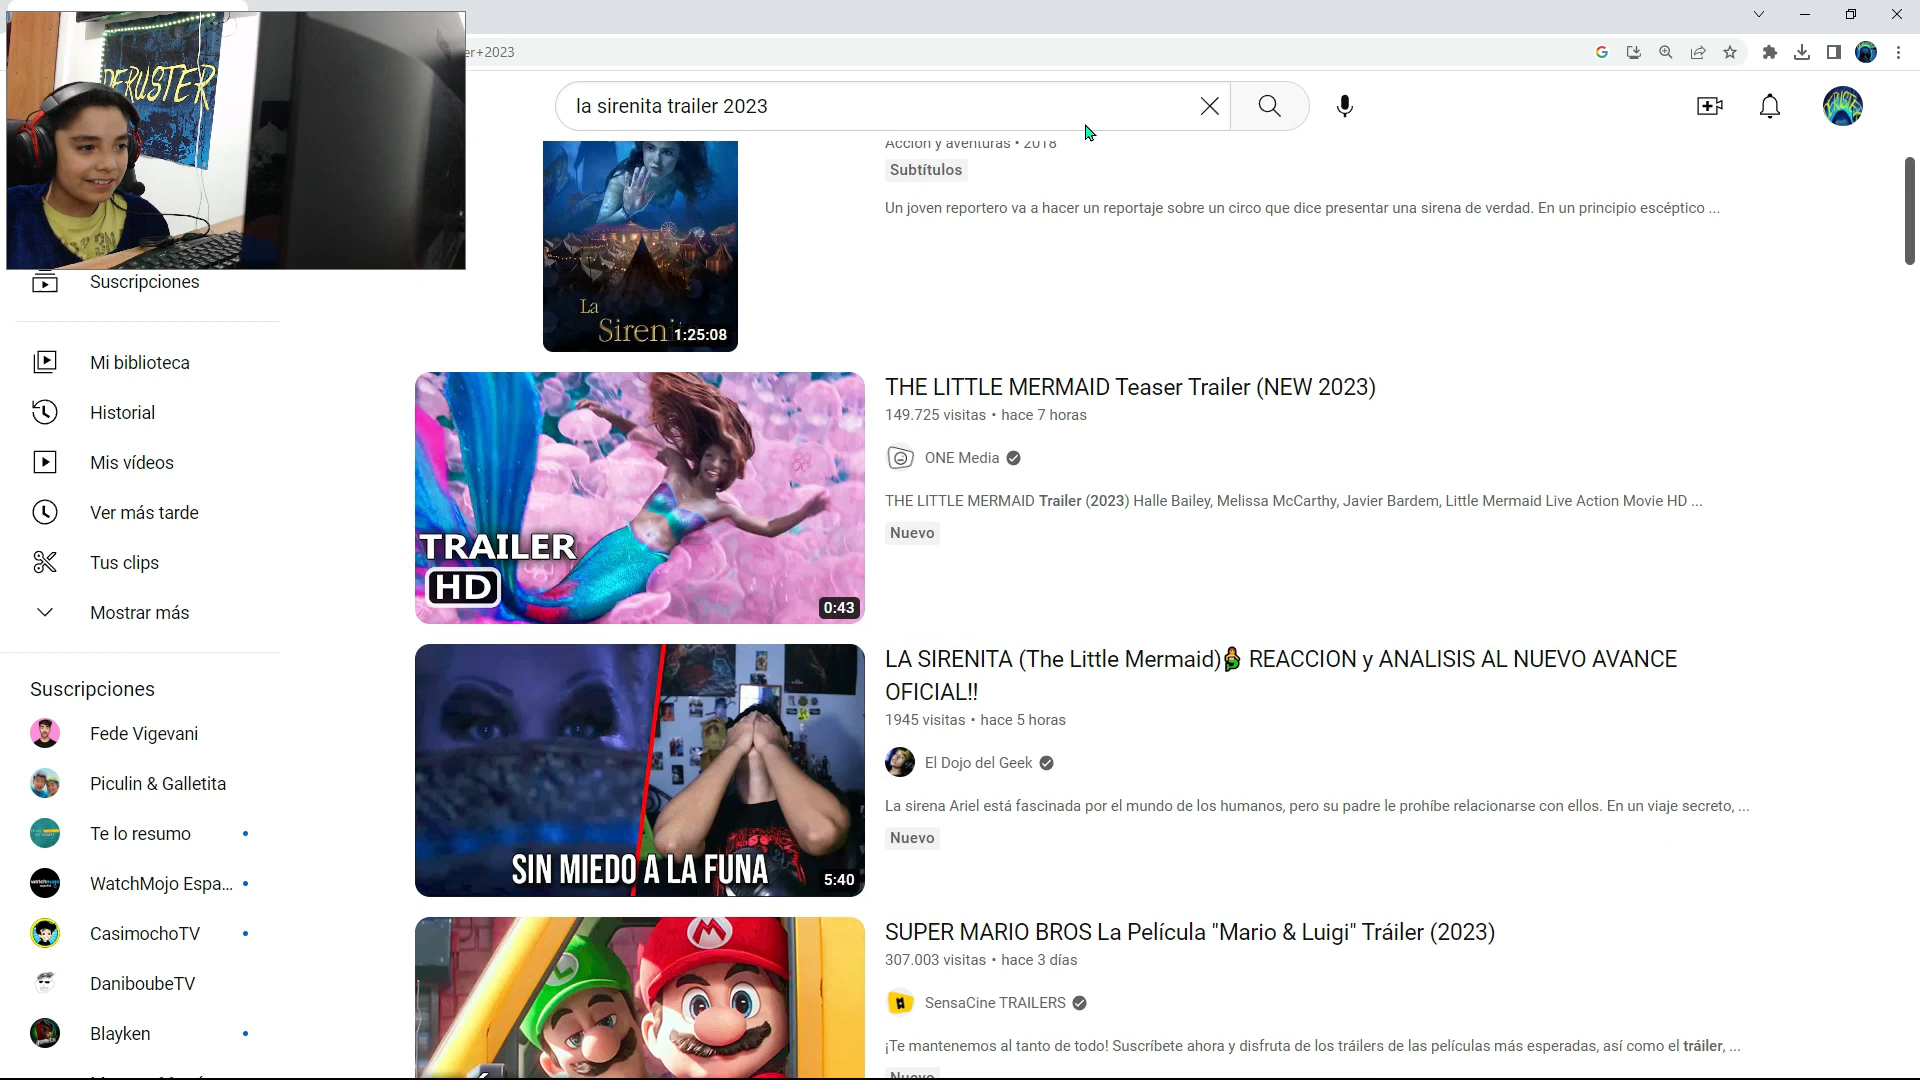 er+2023
DERUSTER
la sirenita trailer 2023
Acción y aventuras • 2018
Subtítulos
Un joven reportero va a hacer un reportaje sobre un circo que dice presentar una sirena de verdad. En un principio escéptico ...
La
Sireni
1:25:08
Suscripciones
Mi biblioteca
Historial
Mis vídeos
Ver más tarde
Tus clips
Mostrar más
Suscripciones
Fede Vigevani
Piculin & Galletita
Te lo resumo
WatchMojo Espa...
CasimochoTV
DaniboubeTV
Blayken
TRAILER
HD
0:43
THE LITTLE MERMAID Teaser Trailer (NEW 2023)
149.725 visitas • hace 7 horas
ONE Media
THE LITTLE MERMAID Trailer (2023) Halle Bailey, Melissa McCarthy, Javier Bardem, Little Mermaid Live Action Movie HD ...
Nuevo
SIN MIEDO A LA FUNA
5:40
LA SIRENITA (The Little Mermaid)🧜 REACCION y ANALISIS AL NUEVO AVANCE
OFICIAL!!
1945 visitas • hace 5 horas
El Dojo del Geek
La sirena Ariel está fascinada por el mundo de los humanos, pero su padre le prohíbe relacionarse con ellos. En un viaje secreto, ...
Nuevo
M
L
SUPER MARIO BROS La Película "Mario & Luigi" Tráiler (2023)
307.003 visitas • hace 3 días
SensaCine TRAILERS
¡Te mantenemos al tanto de todo! Suscríbete ahora y disfruta de los tráilers de las películas más esperadas, así como el tráiler, ...
Nuevo